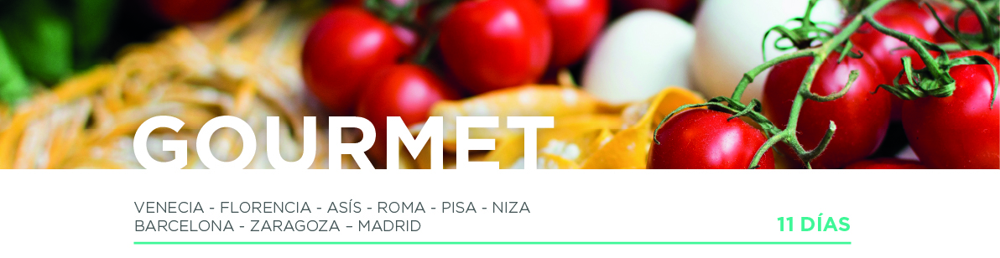 GOURMET
VENECIA - FLORENCIA - ASÍS - ROMA - PISA - NIZA
BARCELONA - ZARAGOZA – MADRID
11 DÍAS